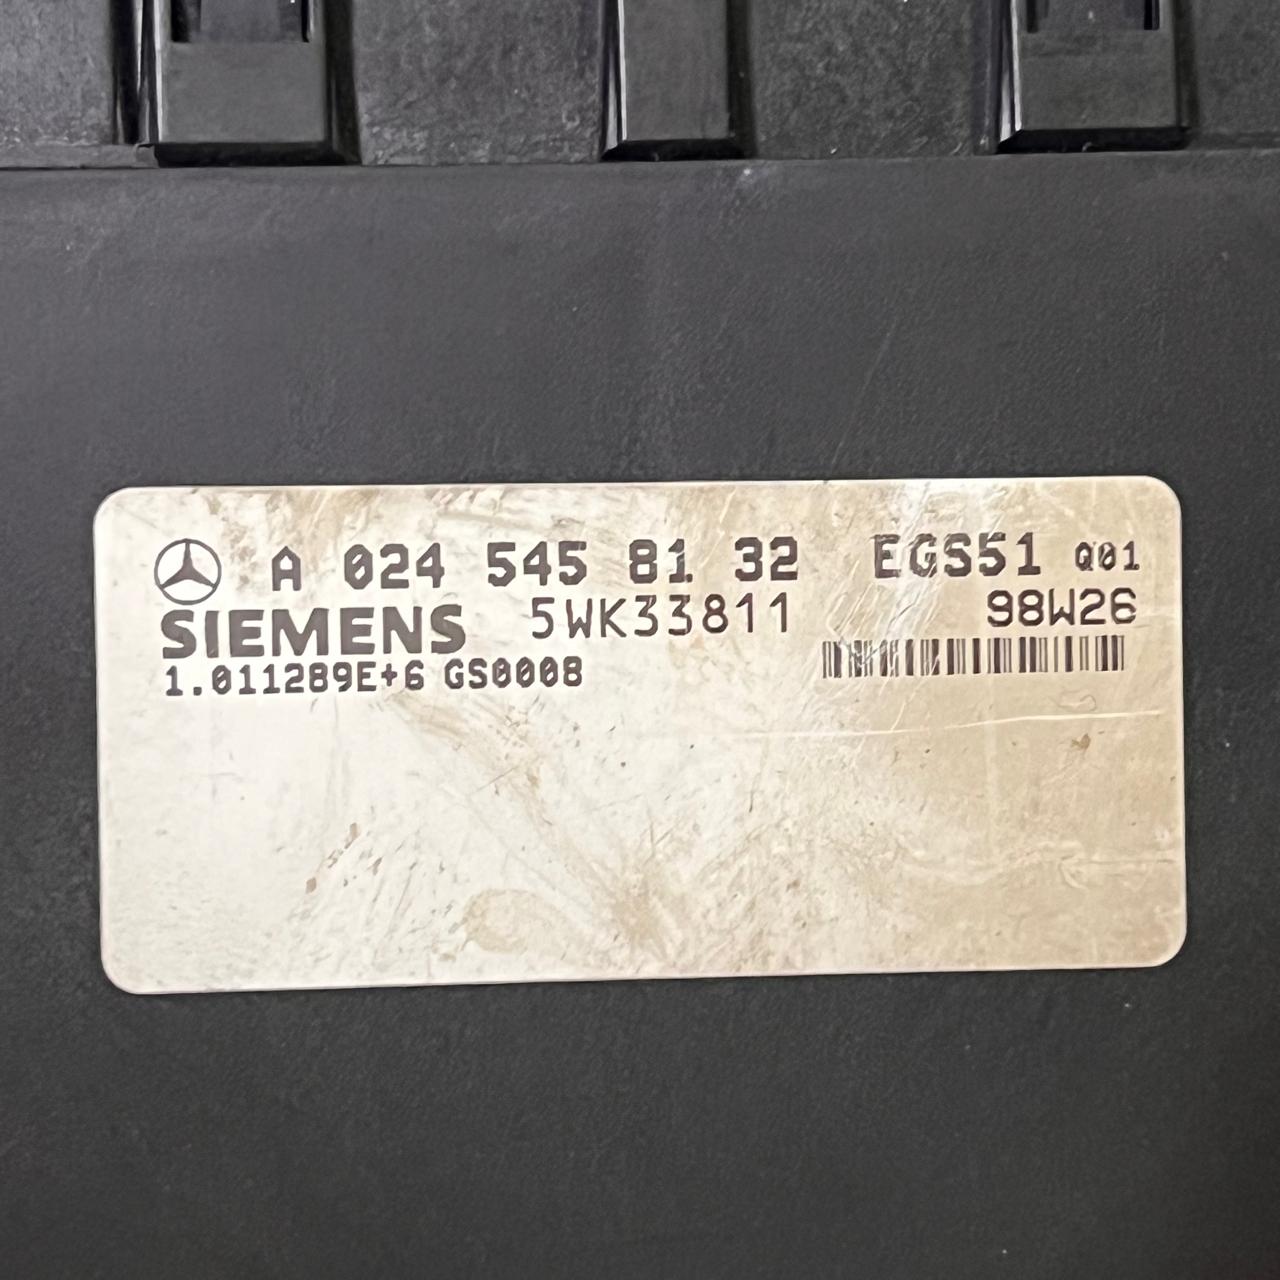 A 024 545 81 32 EGS51 Q01
SIEMENS 5WK33811 98W26
1.011289E+6 GS0008